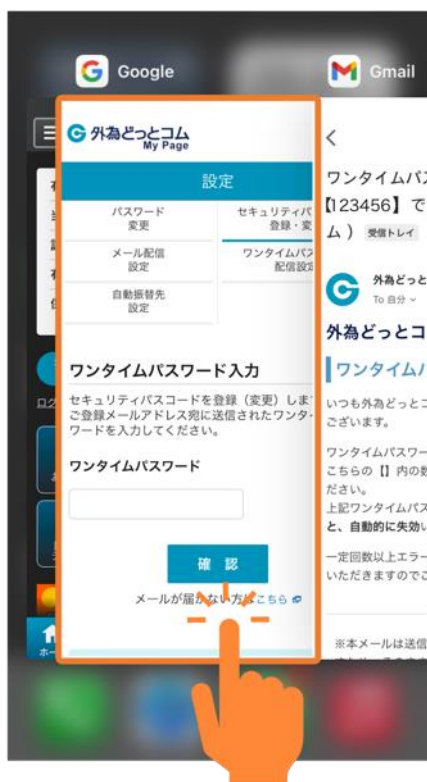 Google
Gmail
外為どっとコム
My Page
設定
パスワード
変更
セキュリティパ
登録・変
メール配信
設定
ワンタイムパス
配信設定
自動振替先
設定
ワンタイムパスワード入力
セキュリティパスコードを登録（変更）しま
ご登録メールアドレス宛に送信されたワンタ
ワードを入力してください。
ワンタイムパスワード
確 認
メールが届かない方はこちら
ワンタイムパス
【123456】で
ム） 受信トレイ
外為どっと
To 自分
外為どっとコ
ワンタイムパ
いつも外為どっとコ
ございます。
ワンタイムパスワー
こちらの【】内の数
ださい。
上記ワンタイムパス
と、自動的に失効い
一定回数以上エラー
いただきますのでご
※本メールは送信